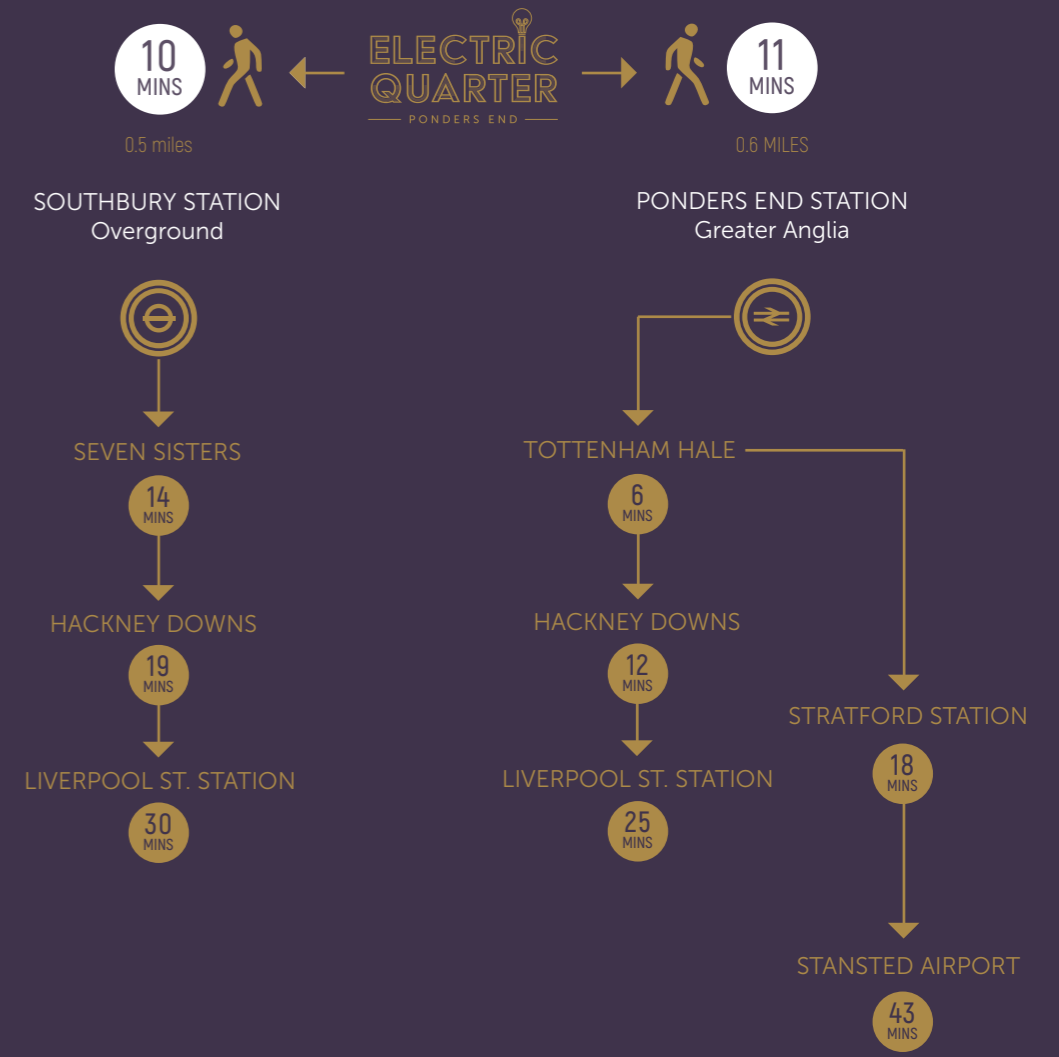 10
MINS
0.5 miles
SOUTHBURY STATION
Overground
ELECTRIC
QUARTER
PONDERS END
11
MINS
0.6 MILES
PONDERS END STATION
Greater Anglia
SEVEN SISTERS
14
MINS
HACKNEY DOWNS
19
MINS
LIVERPOOL ST. STATION
30
MINS
TOTTENHAM HALE
6
MINS
HACKNEY DOWNS
12
MINS
LIVERPOOL ST. STATION
25
MINS
STRATFORD STATION
18
MINS
STANSTED AIRPORT
43
MINS